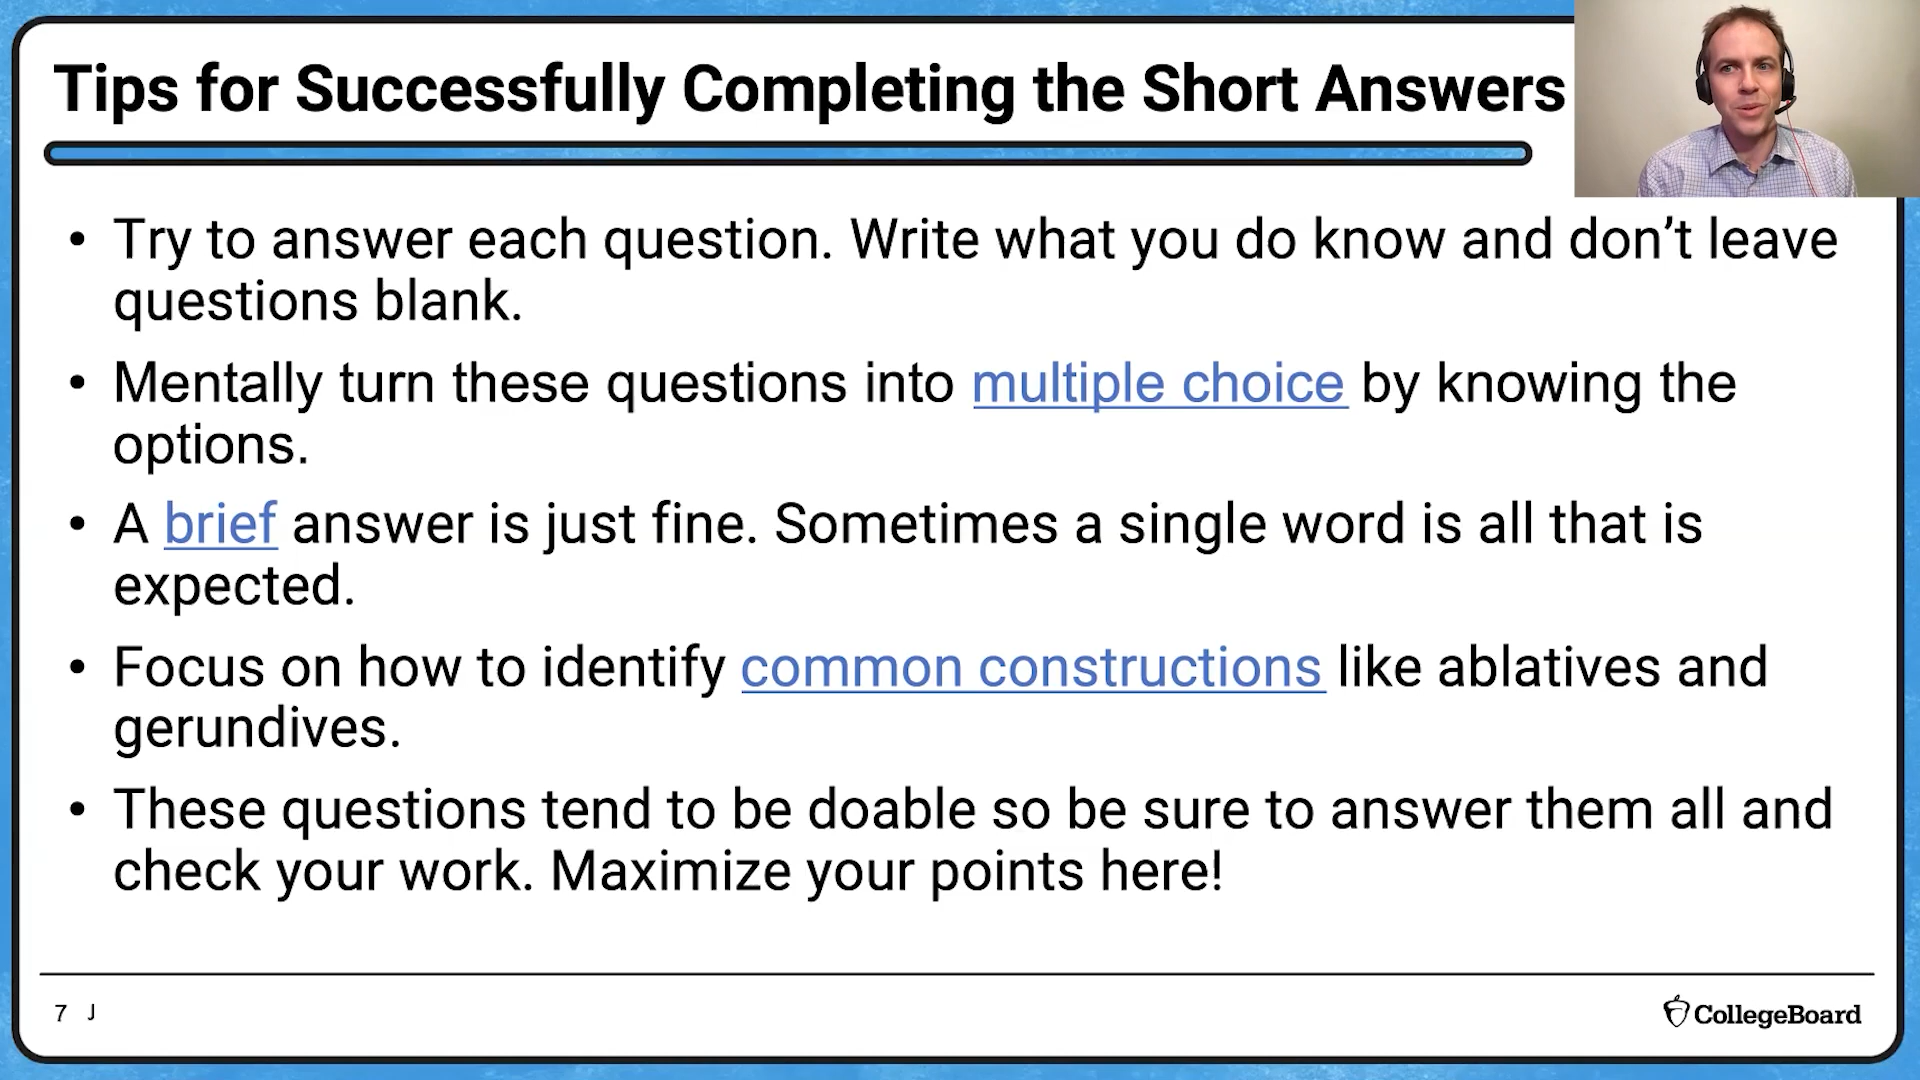 Tips for Successfully Completing the Short Answers
• Try to answer each question. Write what you do know and don’t leave
questions blank.
• Mentally turn these questions into multiple choice by knowing the
options.
• A brief answer is just fine. Sometimes a single word is all that is
expected.
• Focus on how to identify common constructions like ablatives and
gerundives.
• These questions tend to be doable so be sure to answer them all and
check your work. Maximize your points here!
7 J
CollegeBoard